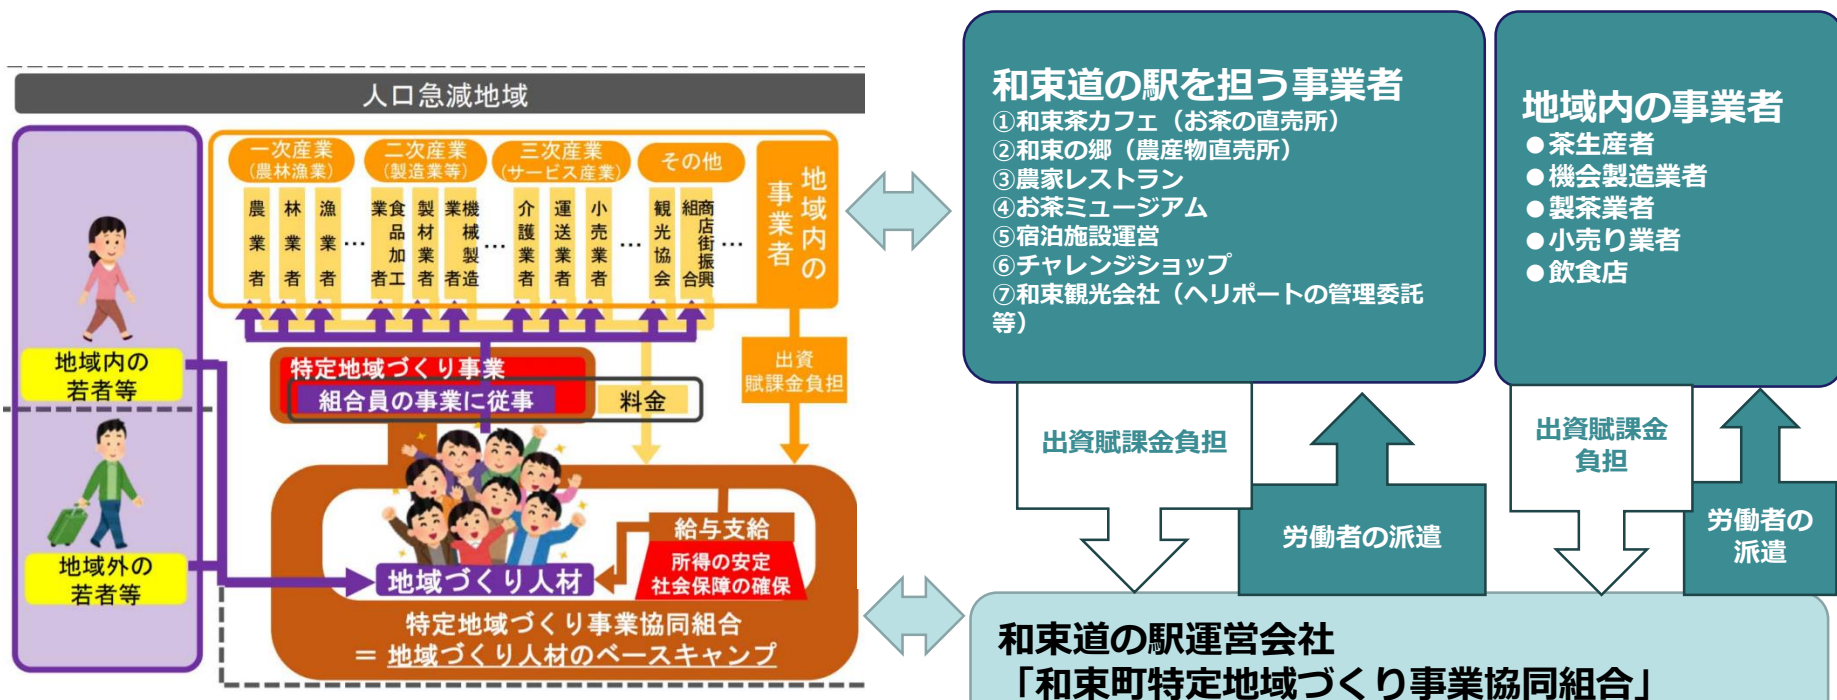 人口急減地域
一次産業
(農林漁業)
二次産業
(製造業等)
三次産業
(サービス産業)
その他
地域内の
事業者
農業者
林業者
漁業者
…
食品加工
業者
製材業者
機械製造
業者
…
介護業者
運送業者
小売業者
…
観光協会
商店街振興
組合
…
地域内の
若者等
地域外の
若者等
特定地域づくり事業
組合員の事業に従事
料金
出資
賦課金負担
給与支給
所得の安定
社会保障の確保
地域づくり人材
特定地域づくり事業協同組合
= 地域づくり人材のベースキャンプ
和束道の駅を担う事業者
①和束茶カフェ（お茶の直売所）
②和束の郷（農産物直売所）
③農家レストラン
④お茶ミュージアム
⑤宿泊施設運営
⑥チャレンジショップ
⑦和束観光会社（ヘリポートの管理委託
等）
地域内の事業者
●茶生産者
●機会製造業者
●製茶業者
●小売り業者
●飲食店
出資賦課金負担
労働者の派遣
出資賦課金
負担
労働者の
派遣
和束道の駅運営会社
「和束町特定地域づくり事業協同組合」